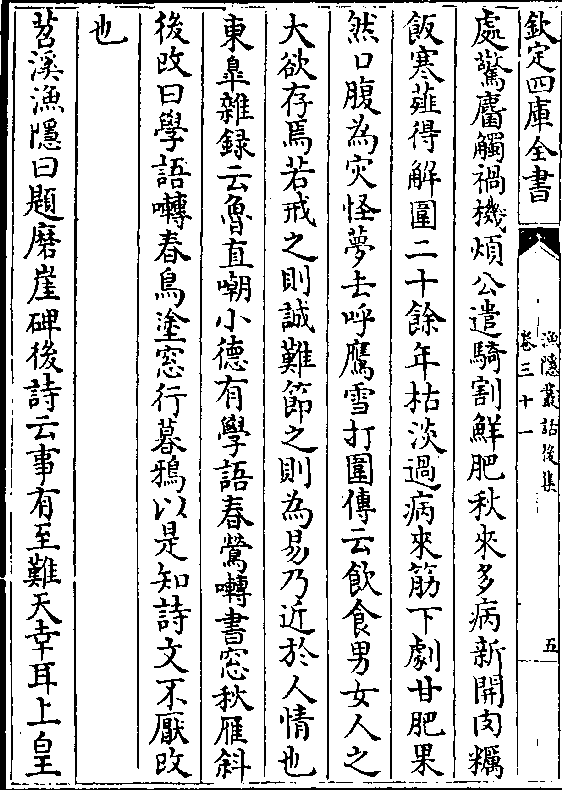 欽定四庫全書
漁隱叢話後集
卷三十一
五
處驚麕觸禍機煩公遣騎割鮮肥秋來多病新開肉糲
飯寒葅得解圍二十餘年枯淡過病來筋下劇甘肥果
然口腹為灾怪夢去呼鷹雪打圍傳云飲食男女人之
大欲存焉若戒之則誠難節之則為易乃近於人情也
東臯雜録云魯直嘲小德有學語春鶯囀書窓秋雁斜
後改曰學語囀春鳥塗窓行暮鴉以是知詩文不厭改
也
苕溪漁隱曰題磨崖碑後詩云事有至難天幸耳上皇